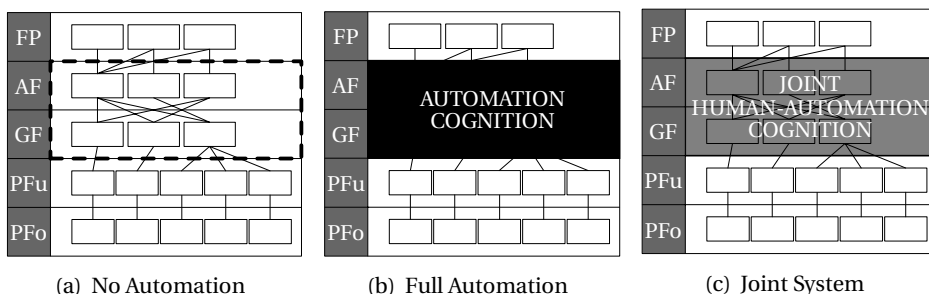 FP
AF
GF
PFu
PFo
(a) No Automation
FP
AF
GF
PFu
PFo
AUTOMATION
COGNITION
(b) Full Automation
FP
AF
GF
PFu
PFo
JOINT
HUMAN-AUTOMATION
COGNITION
(c) Joint System